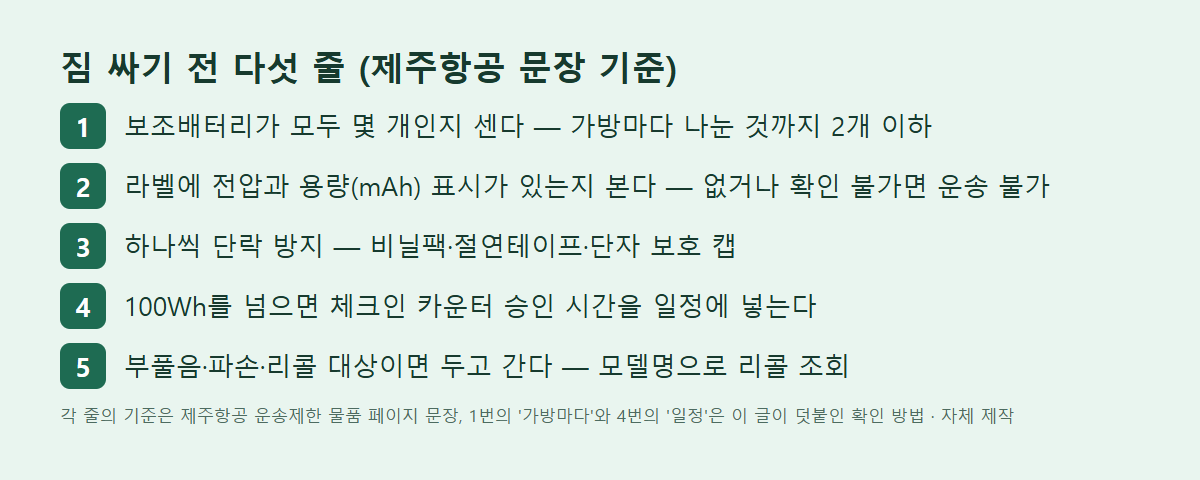 짐 싸기 전 다섯 줄 (제주항공 문장 기준)
1 보조배터리가 모두 몇 개인지 센다 — 가방마다 나눈 것까지 2개 이하
2 라벨에 전압과 용량(mAh) 표시가 있는지 본다 — 없거나 확인 불가면 운송 불가
3 하나씩 단락 방지 — 비닐팩·절연테이프·단자 보호 캡
4 100Wh를 넘으면 체크인 카운터 승인 시간을 일정에 넣는다
5 부풀음·파손·리콜 대상이면 두고 간다 — 모델명으로 리콜 조회
각 줄의 기준은 제주항공 운송제한 물품 페이지 문장, 1번의 '가방마다'와 4번의 '일정'은 이 글이 덧붙인 확인 방법 · 자체 제작